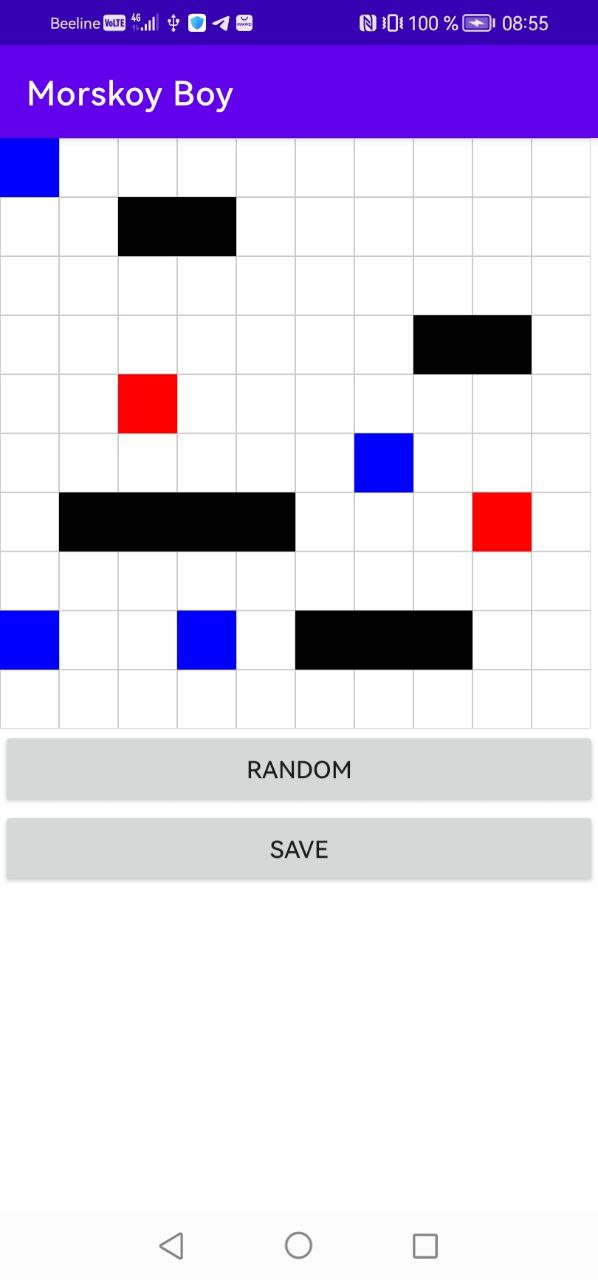 Beeline VoLTE 4G 100 % 08:55
Morskoy Boy
RANDOM
SAVE